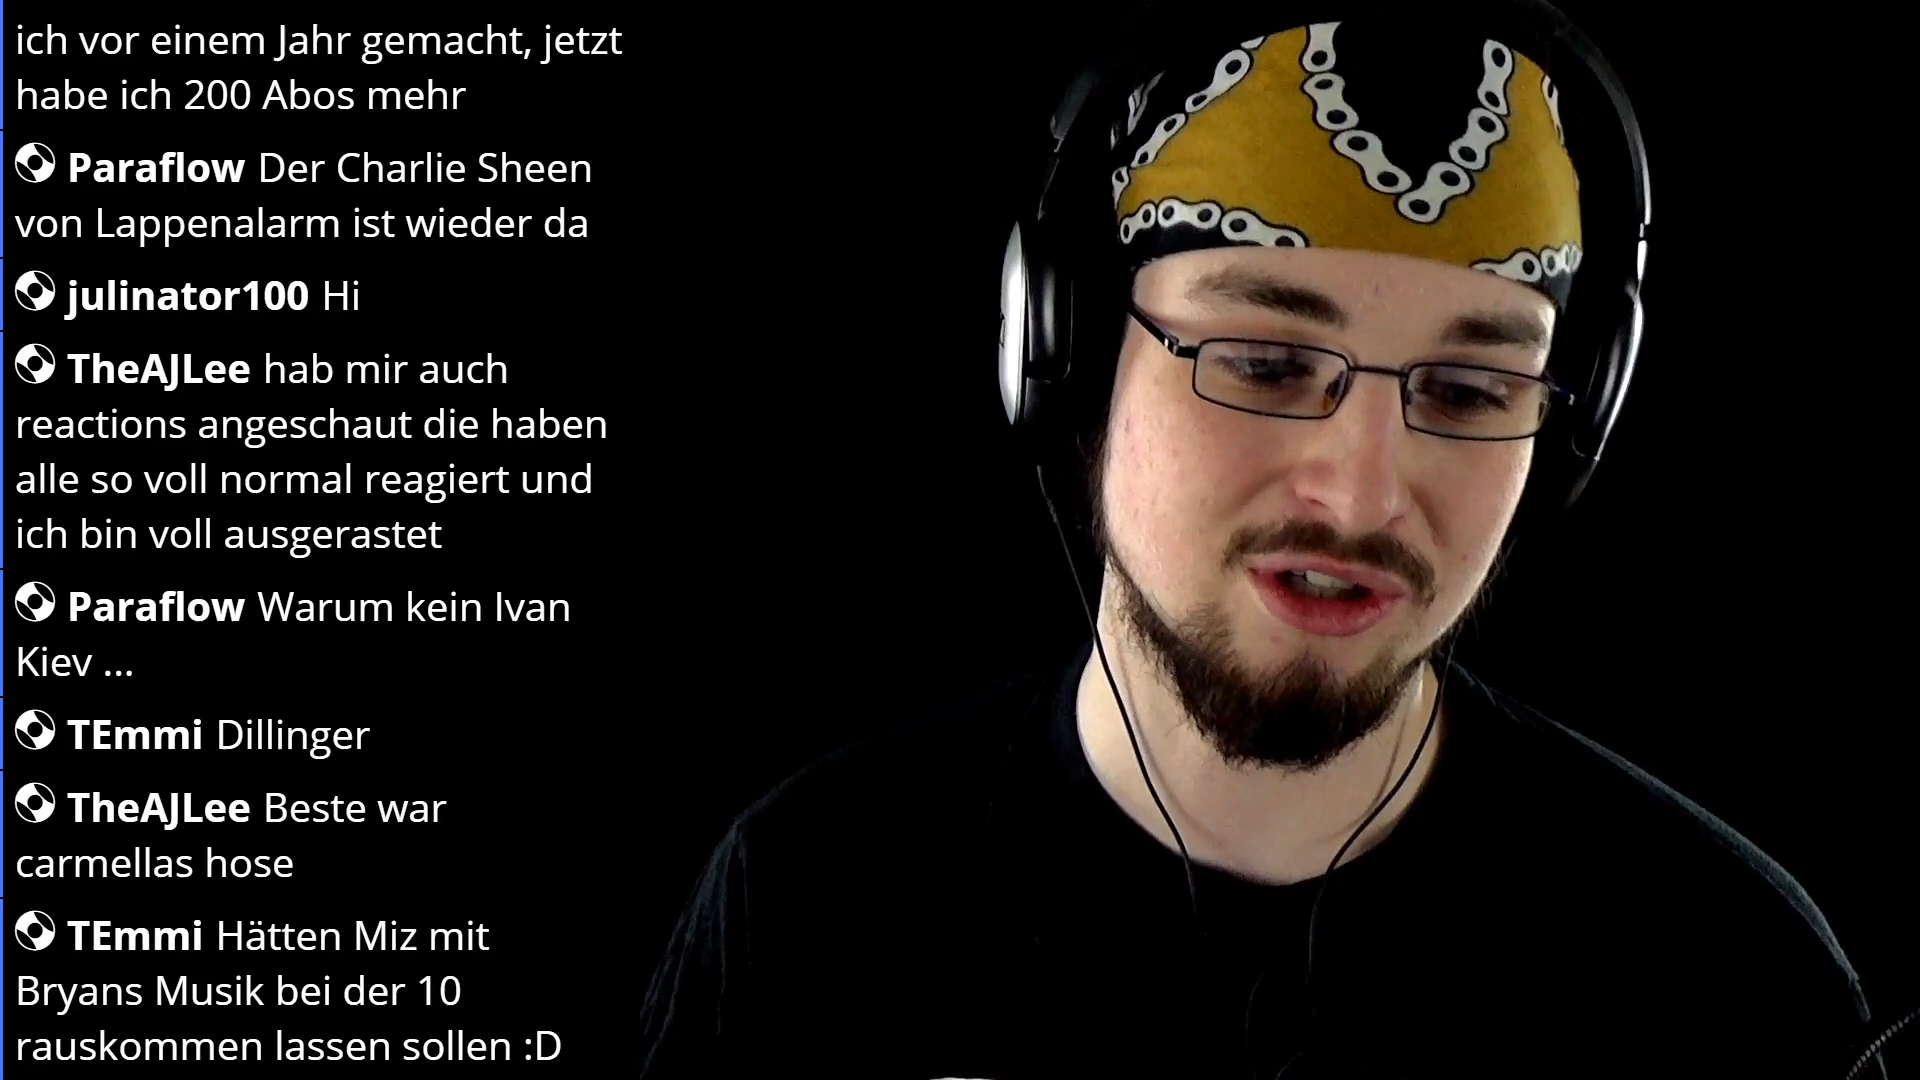 ich vor einem Jahr gemacht, jetzt
habe ich 200 Abos mehr
Paraflow Der Charlie Sheen
von Lappenalarm ist wieder da
julinator100 Hi
TheAJLee hab mir auch
reactions angeschaut die haben
alle so voll normal reagiert und
ich bin voll ausgerastet
Paraflow Warum kein Ivan
Kiev ...
TEmmi Dillinger
TheAJLee Beste war
carmellas hose
TEmmi Hätten Miz mit
Bryans Musik bei der 10
rauskommen lassen sollen :D